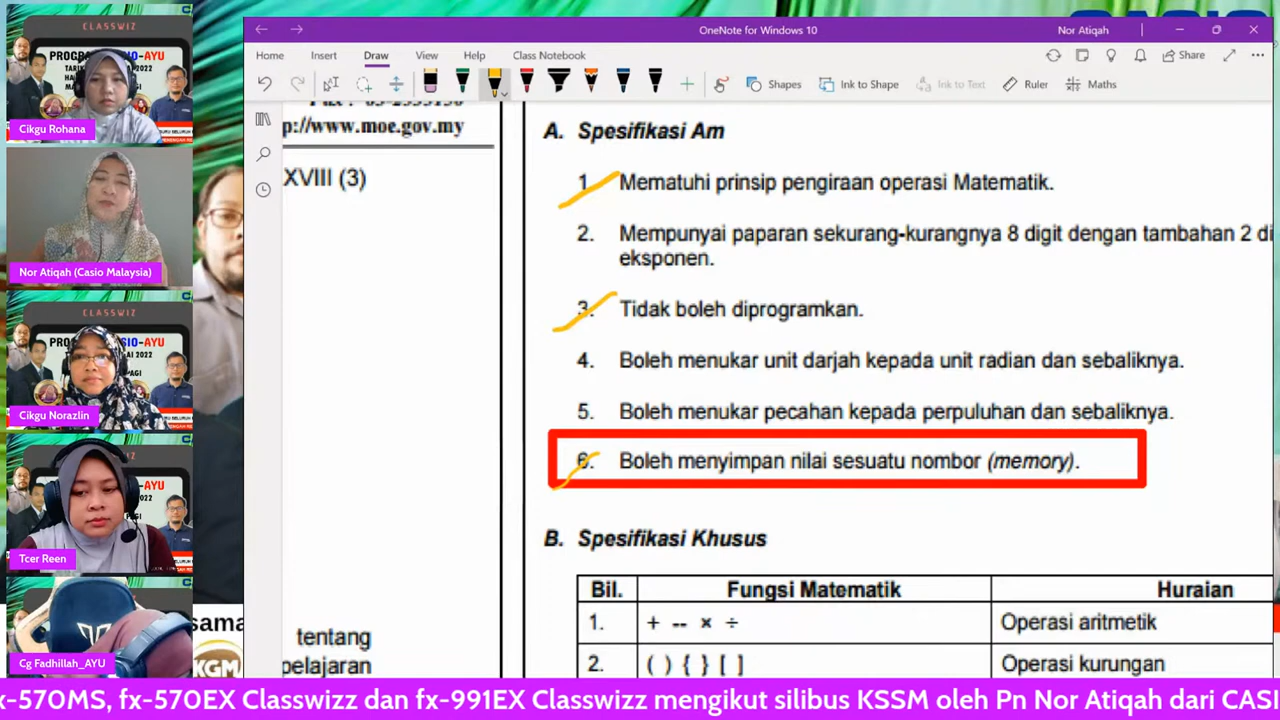 CLASSWIZ
Cikgu Rohana
Nor Atiqah (Casio Malaysia)
CLASSWIZ
Cikgu Norazlin
Tcer Reen
Cg Fadhillah_AYU
OneNote for Windows 10
Nor Atiqah
Home Insert Draw View Help Class Notebook
Share
Shapes Ink to Shape Ink to Text Ruler Maths
p://www.moe.gov.my
XVIII (3)
tentang
pelajaran
A. Spesifikasi Am
1. Mematuhi prinsip pengiraan operasi Matematik.
2. Mempunyai paparan sekurang-kurangnya 8 digit dengan tambahan 2 di
eksponen.
3. Tidak boleh diprogramkan.
4. Boleh menukar unit darjah kepada unit radian dan sebaliknya.
5. Boleh menukar pecahan kepada perpuluhan dan sebaliknya.
6. Boleh menyimpan nilai sesuatu nombor (memory).
B. Spesifikasi Khusus
Bil. Fungsi Matematik Huraian
1. + -- × ÷ Operasi aritmetik
2. ( ) { } [ ] Operasi kurungan
sama
KGM
x-570MS, fx-570EX Classwizz dan fx-991EX Classwizz mengikut silibus KSSM oleh Pn Nor Atiqah dari CASI